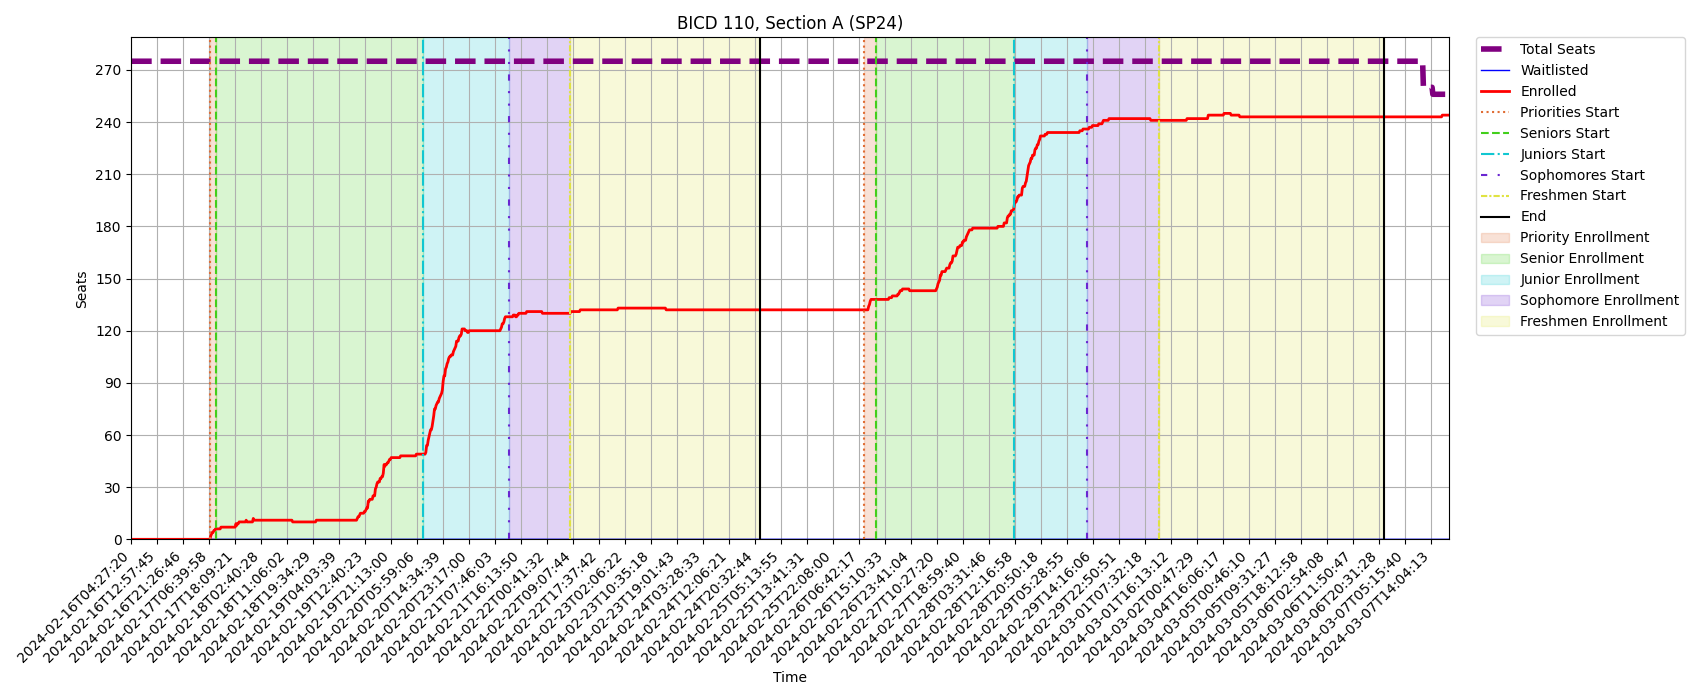 BICD 110, Section A (SP24)
Seats
270
240
210
180
150
120
90
60
30
0
2024-02-16T04:27:20
2024-02-16T12:57:45
2024-02-16T21:26:46
2024-02-17T06:39:58
2024-02-17T18:09:21
2024-02-18T02:40:28
2024-02-18T11:06:02
2024-02-18T19:34:29
2024-02-19T04:03:39
2024-02-19T12:40:23
2024-02-19T21:13:00
2024-02-20T05:59:06
2024-02-20T14:34:39
2024-02-20T23:17:00
2024-02-21T07:46:03
2024-02-21T16:13:50
2024-02-22T00:41:32
2024-02-22T09:07:44
2024-02-22T17:37:42
2024-02-23T02:06:22
2024-02-23T10:35:18
2024-02-23T19:01:43
2024-02-24T03:28:33
2024-02-24T12:06:21
2024-02-24T20:32:44
2024-02-25T05:13:55
2024-02-25T13:41:31
2024-02-25T22:08:00
2024-02-26T06:42:17
2024-02-26T15:10:33
2024-02-26T23:41:04
2024-02-27T10:27:20
2024-02-27T18:59:40
2024-02-28T03:31:46
2024-02-28T12:16:58
2024-02-28T20:50:18
2024-02-29T05:28:55
2024-02-29T14:16:06
2024-02-29T22:50:51
2024-03-01T07:32:18
2024-03-01T16:13:12
2024-03-02T00:47:29
2024-03-04T16:06:17
2024-03-05T00:46:10
2024-03-05T09:31:27
2024-03-05T18:12:58
2024-03-06T02:54:08
2024-03-06T11:50:47
2024-03-06T20:31:28
2024-03-07T05:15:40
2024-03-07T14:04:13
Time
Total Seats
Waitlisted
Enrolled
Priorities Start
Seniors Start
Juniors Start
Sophomores Start
Freshmen Start
End
Priority Enrollment
Senior Enrollment
Junior Enrollment
Sophomore Enrollment
Freshmen Enrollment